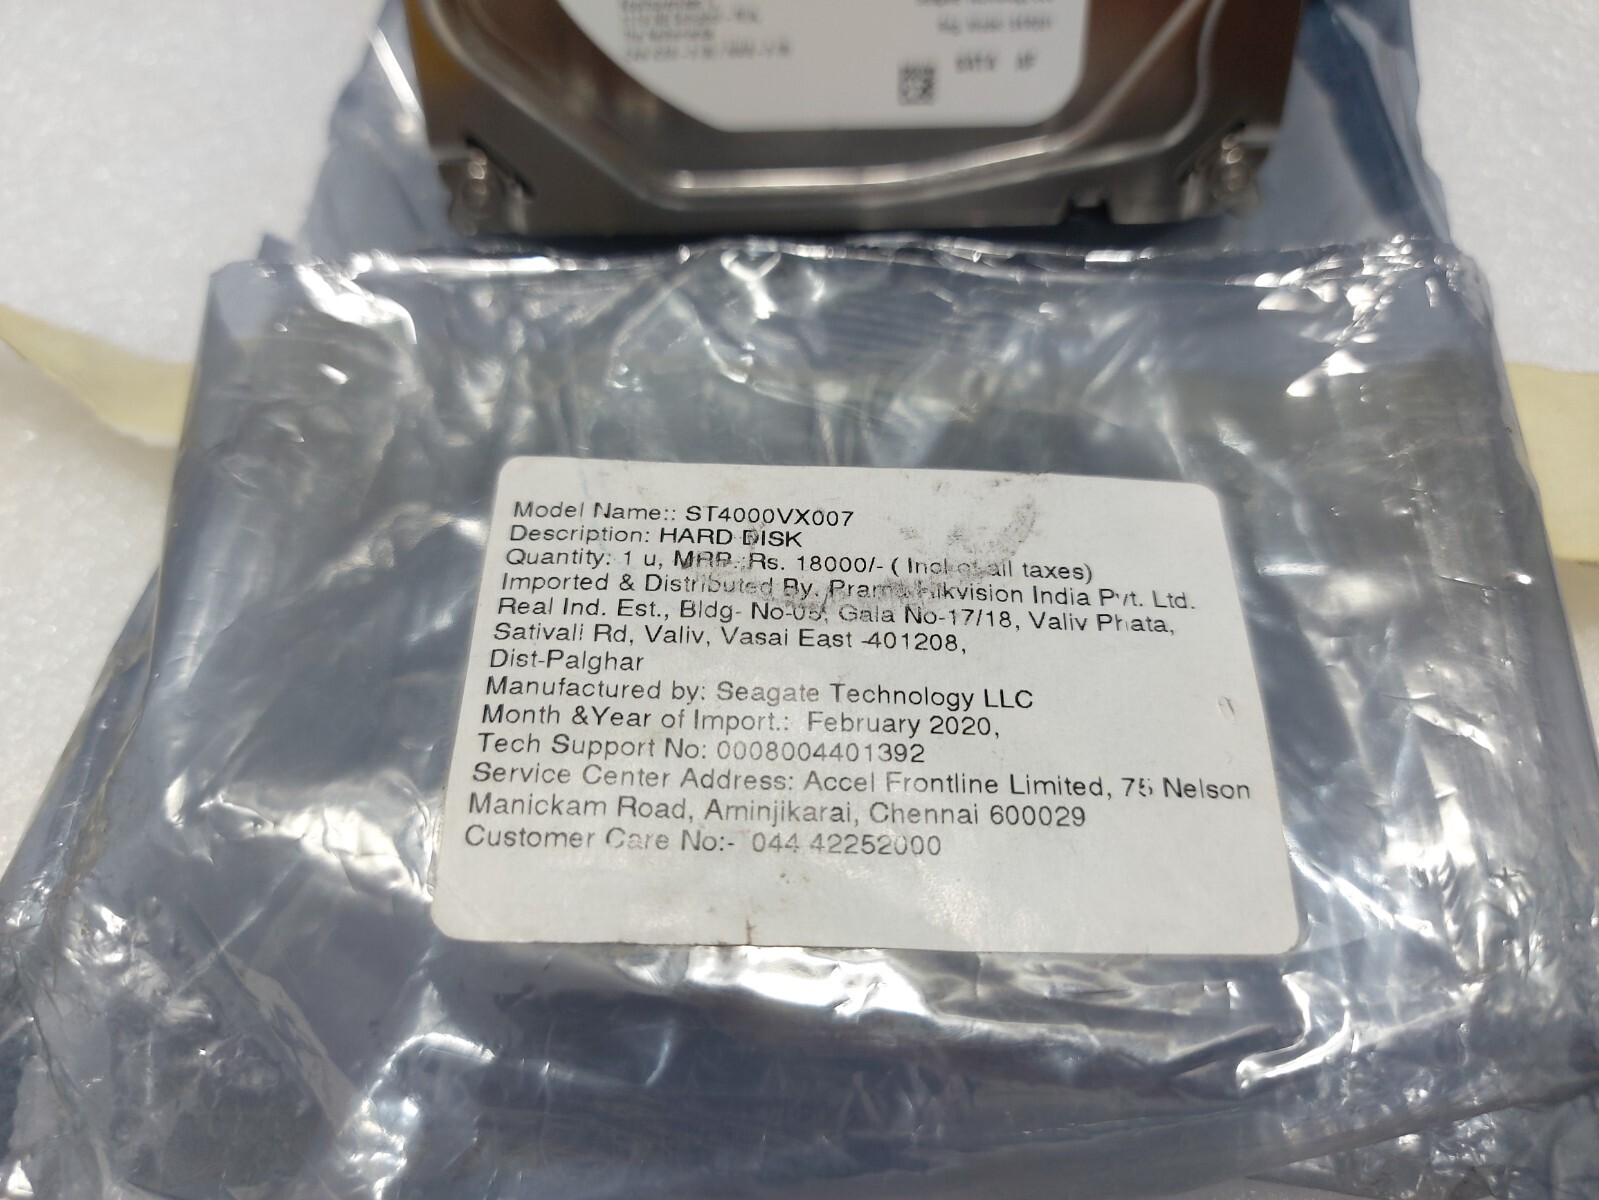 Model Name:: ST4000VX007
Description: HARD DISK
Quantity: 1 u, MRP.:Rs. 18000/- ( Incl of all taxes)
Imported & Distributed By. Prama Hikvision India Pvt. Ltd.
Real Ind. Est., Bldg- No-05, Gala No-17/18, Valiv Phata,
Sativali Rd, Valiv, Vasai East -401208,
Dist-Palghar
Manufactured by: Seagate Technology LLC
Month &Year of Import.: February 2020,
Tech Support No: 0008004401392
Service Center Address: Accel Frontline Limited, 75 Nelson
Manickam Road, Aminjikarai, Chennai 600029
Customer Care No:- 044 42252000